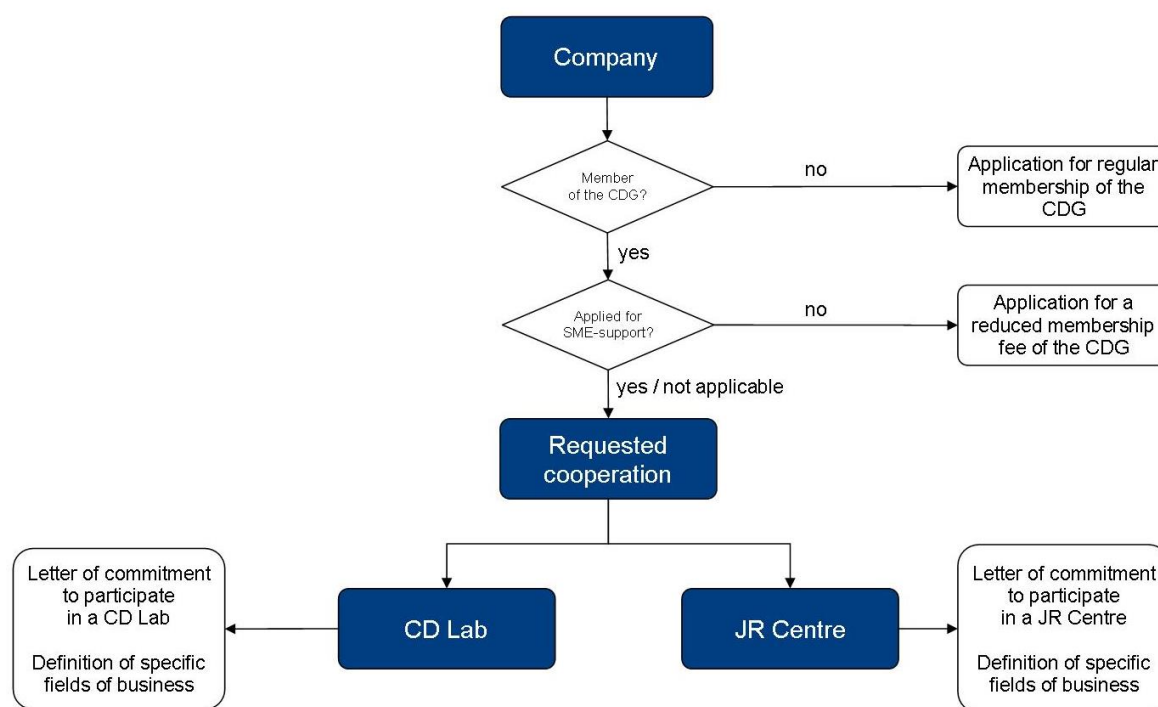 Company
Member
of the CDG?
no
Application for regular
membership of the
CDG
yes
Applied for
SME-support?
no
Application for a
reduced membership
fee of the CDG
yes / not applicable
Requested
cooperation
Letter of commitment
to participate
in a CD Lab
Definition of specific
fields of business
CD Lab
JR Centre
Letter of commitment
to participate
in a JR Centre
Definition of specific
fields of business